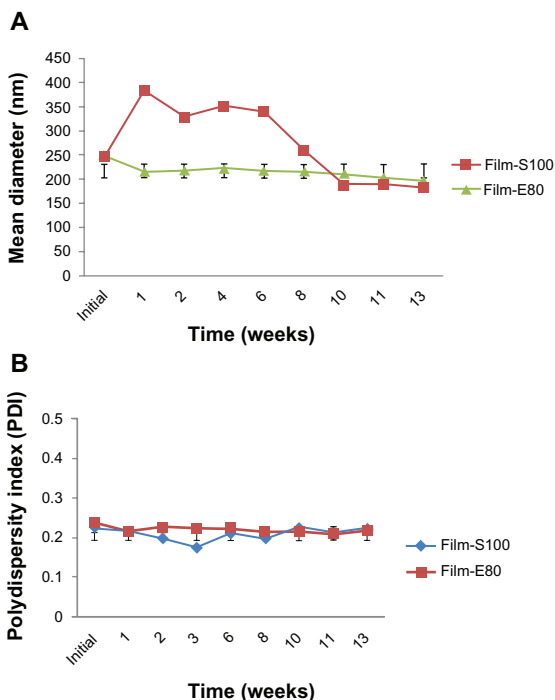 A
Mean diameter (nm)
450
400
350
300
250
200
150
100
50
0
Initial
1
2
4
6
8
10
11
13
Time (weeks)
Film-S100
Film-E80
B
Polydispersity index (PDI)
0.5
0.4
0.3
0.2
0.1
0
Initial
1
2
3
6
8
10
11
13
Time (weeks)
Film-S100
Film-E80